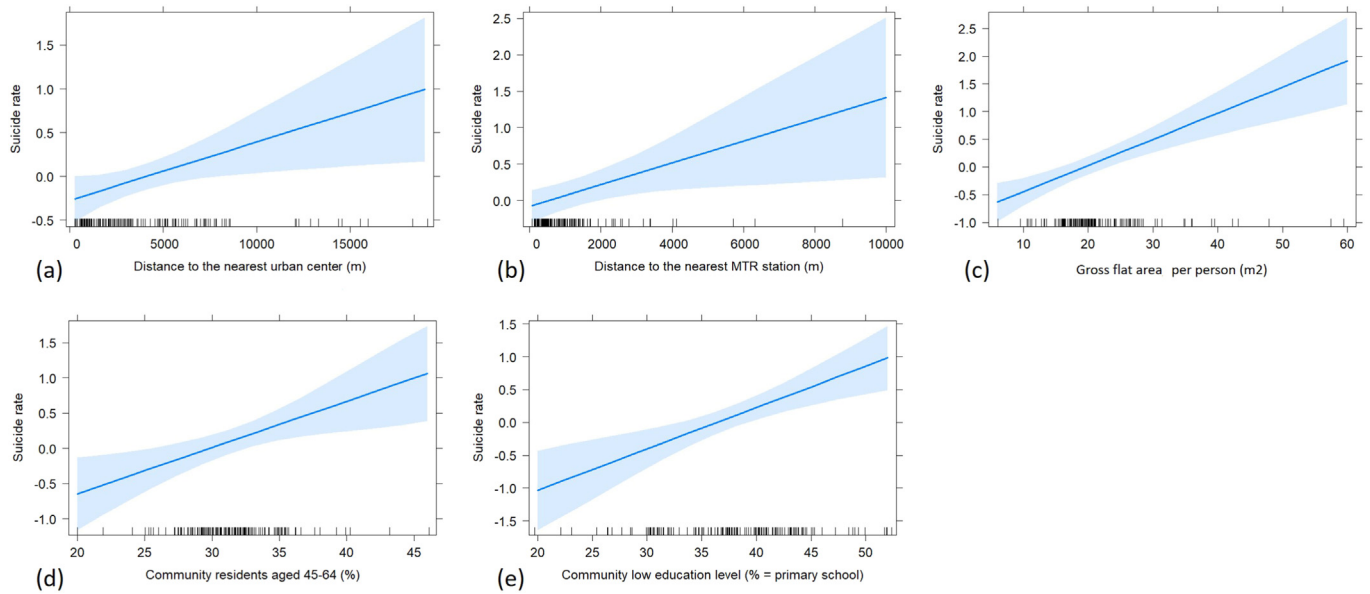 Suicide rate
1.5
1.0
0.5
0.0
-0.5
0 5000 10000 15000
(a) Distance to the nearest urban center (m)
Suicide rate
2.5
2.0
1.5
1.0
0.5
0.0
0 2000 4000 6000 8000 10000
(b) Distance to the nearest MTR station (m)
Suicide rate
2.5
2.0
1.5
1.0
0.5
0.0
-0.5
-1.0
10 20 30 40 50 60
(c) Gross flat area per person (m2)
Suicide rate
1.5
1.0
0.5
0.0
-0.5
-1.0
20 25 30 35 40 45
(d) Community residents aged 45-64 (%)
Suicide rate
1.5
1.0
0.5
0.0
-0.5
-1.0
-1.5
20 30 40 50
(e) Community low education level (% = primary school)